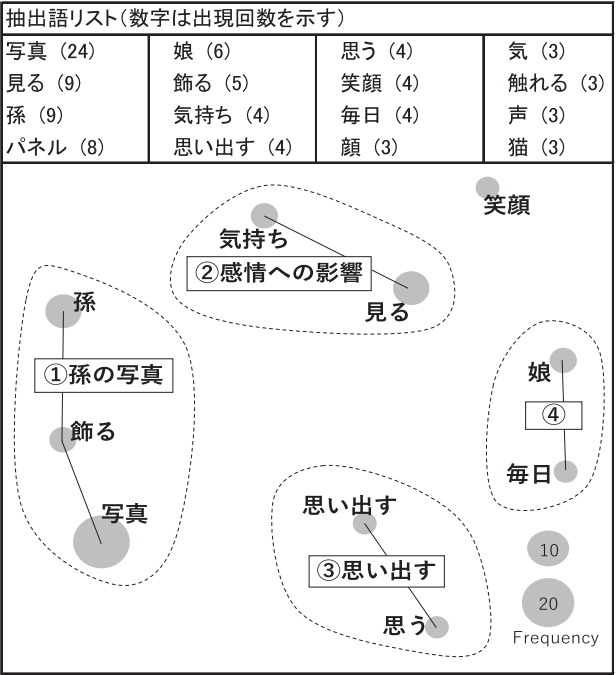 抽出語リスト（数字は出現回数を示す）
写真（24） 娘（6） 思う（4） 気（3）
見る（9） 飾る（5） 笑顔（4） 触れる（3）
孫（9） 気持ち（4） 毎日（4） 声（3）
パネル（8） 思い出す（4） 顔（3） 猫（3）
笑顔
気持ち
②感情への影響
見る
孫
①孫の写真
飾る
写真
娘
④
毎日
思い出す
③思い出す
思う
10
20
Frequency